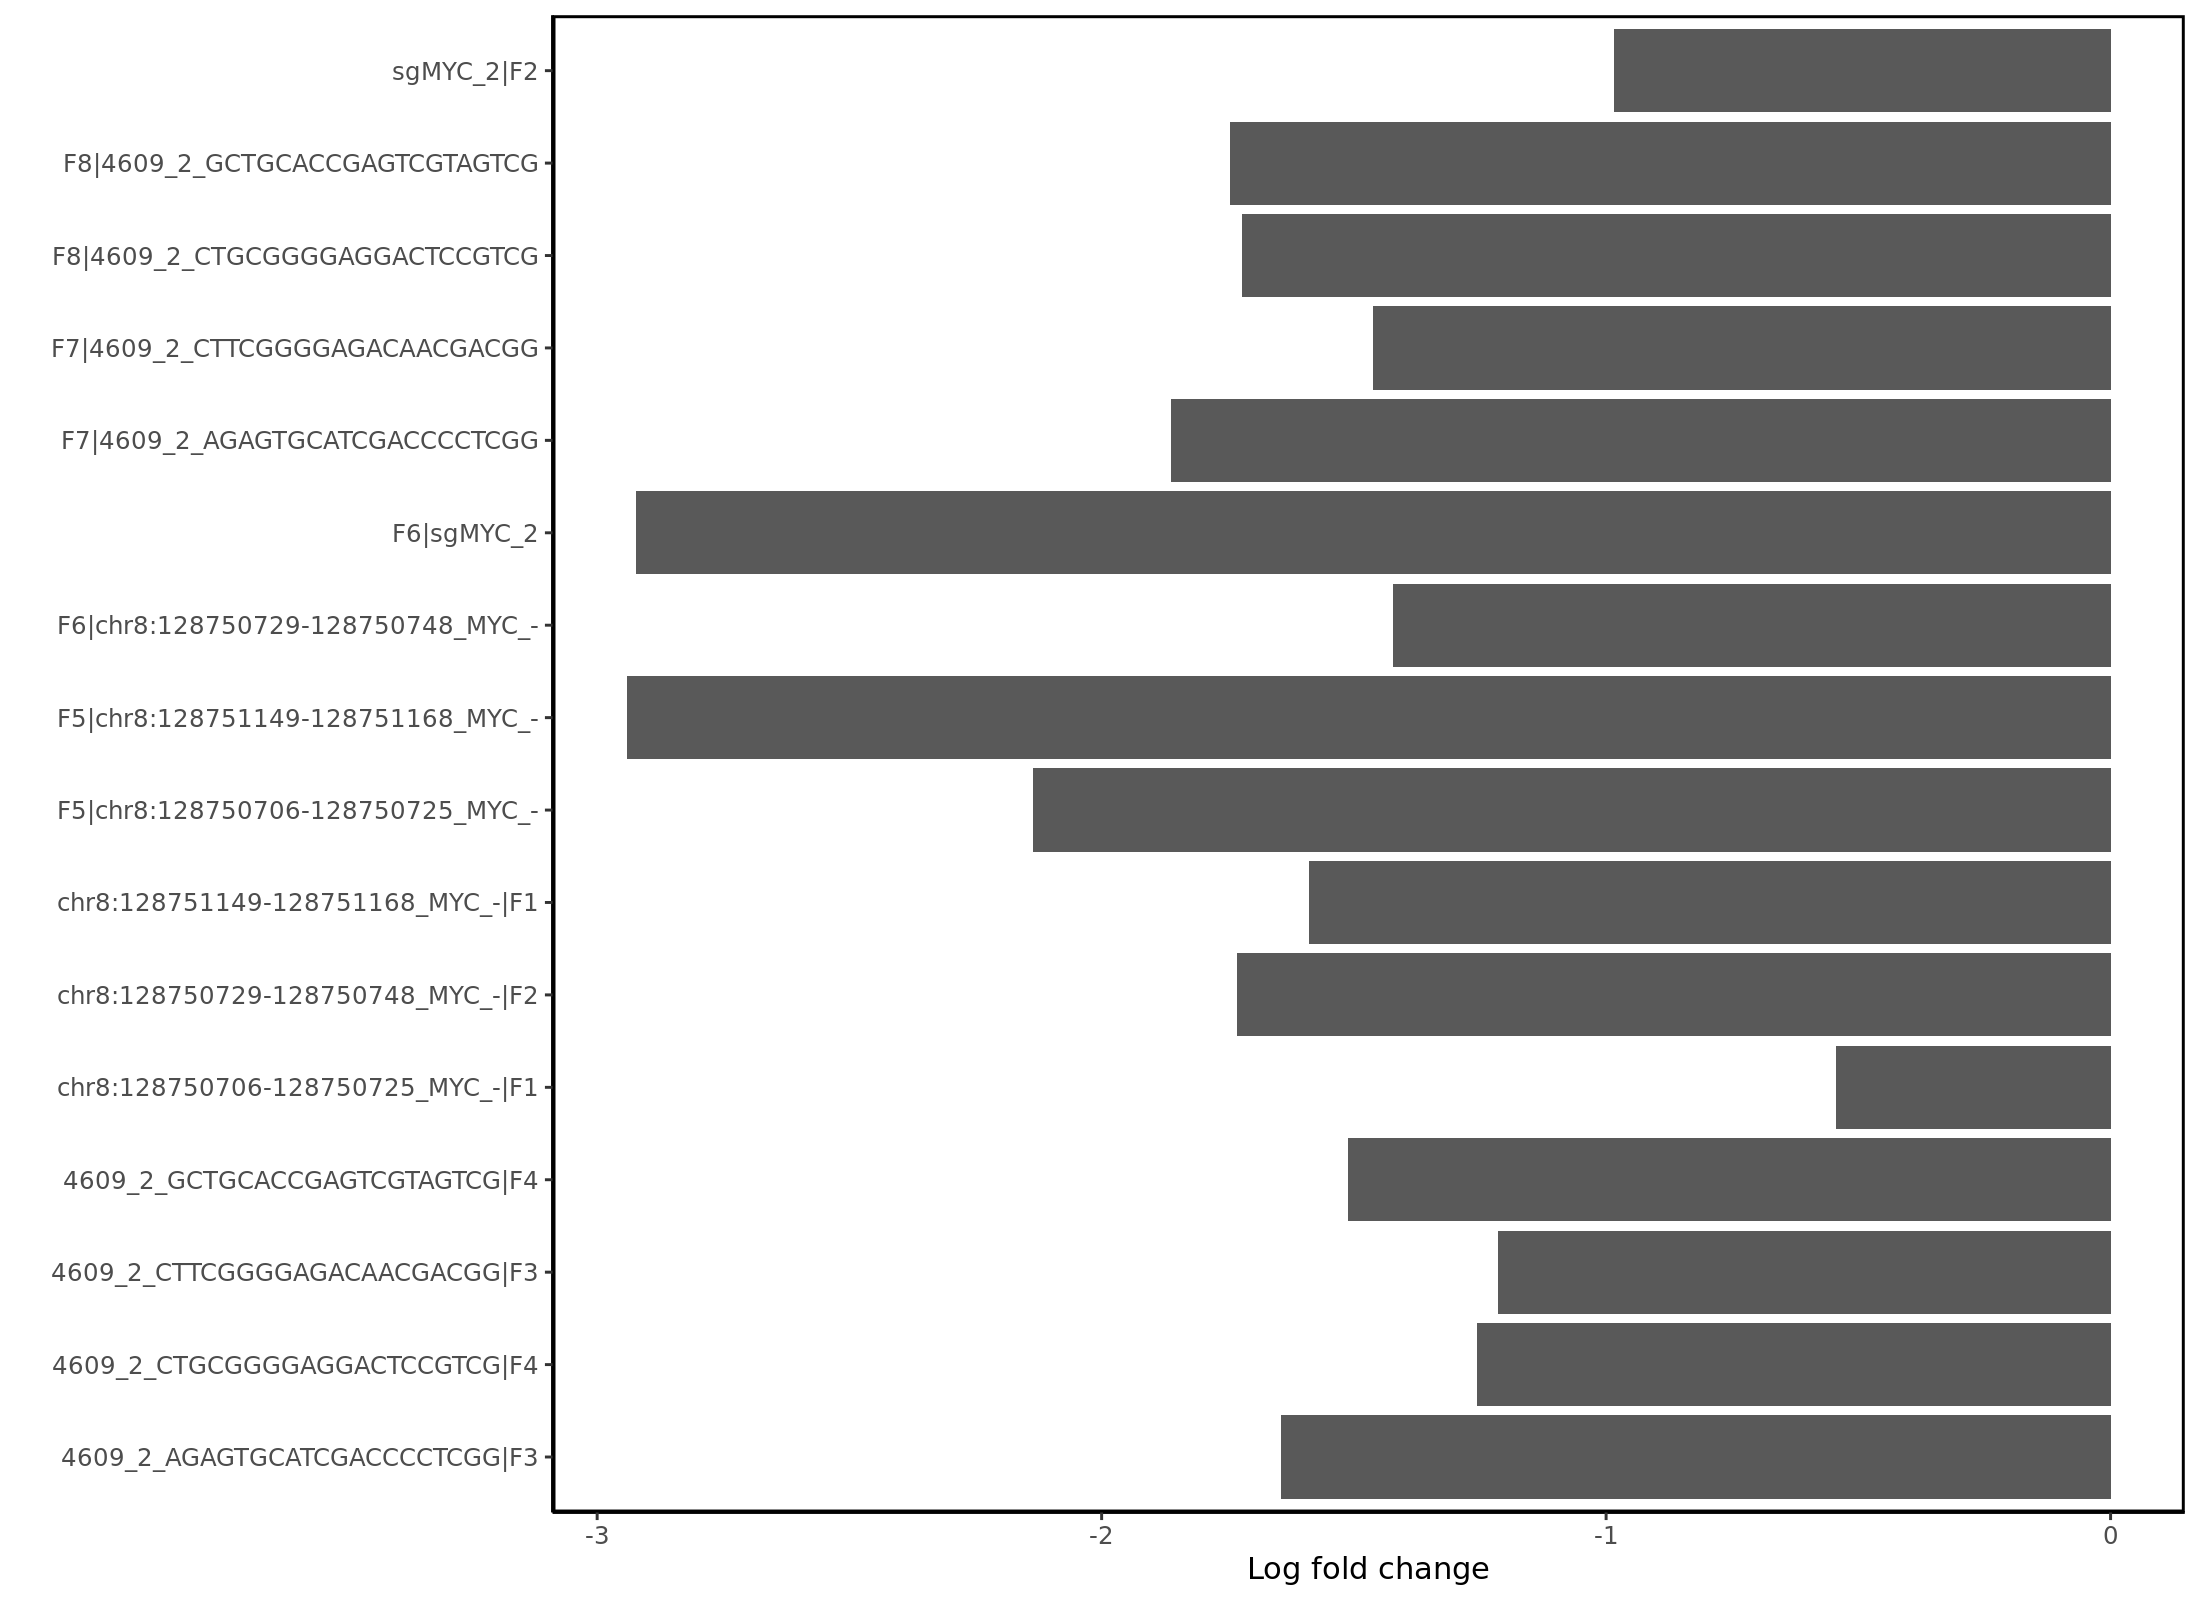 sgMYC_2|F2
F8|4609_2_GCTGCACCGAGTCGTAGTCG
F8|4609_2_CTGCGGGGAGGACTCCGTCG
F7|4609_2_CTTCGGGGAGACAACGACGG
F7|4609_2_AGAGTGCATCGACCCCTCGG
F6|sgMYC_2
F6|chr8:128750729-128750748_MYC_-
F5|chr8:128751149-128751168_MYC_-
F5|chr8:128750706-128750725_MYC_-
chr8:128751149-128751168_MYC_-|F1
chr8:128750729-128750748_MYC_-|F2
chr8:128750706-128750725_MYC_-|F1
4609_2_GCTGCACCGAGTCGTAGTCG|F4
4609_2_CTTCGGGGAGACAACGACGG|F3
4609_2_CTGCGGGGAGGACTCCGTCG|F4
4609_2_AGAGTGCATCGACCCCTCGG|F3
-3 -2 -1 0
Log fold change